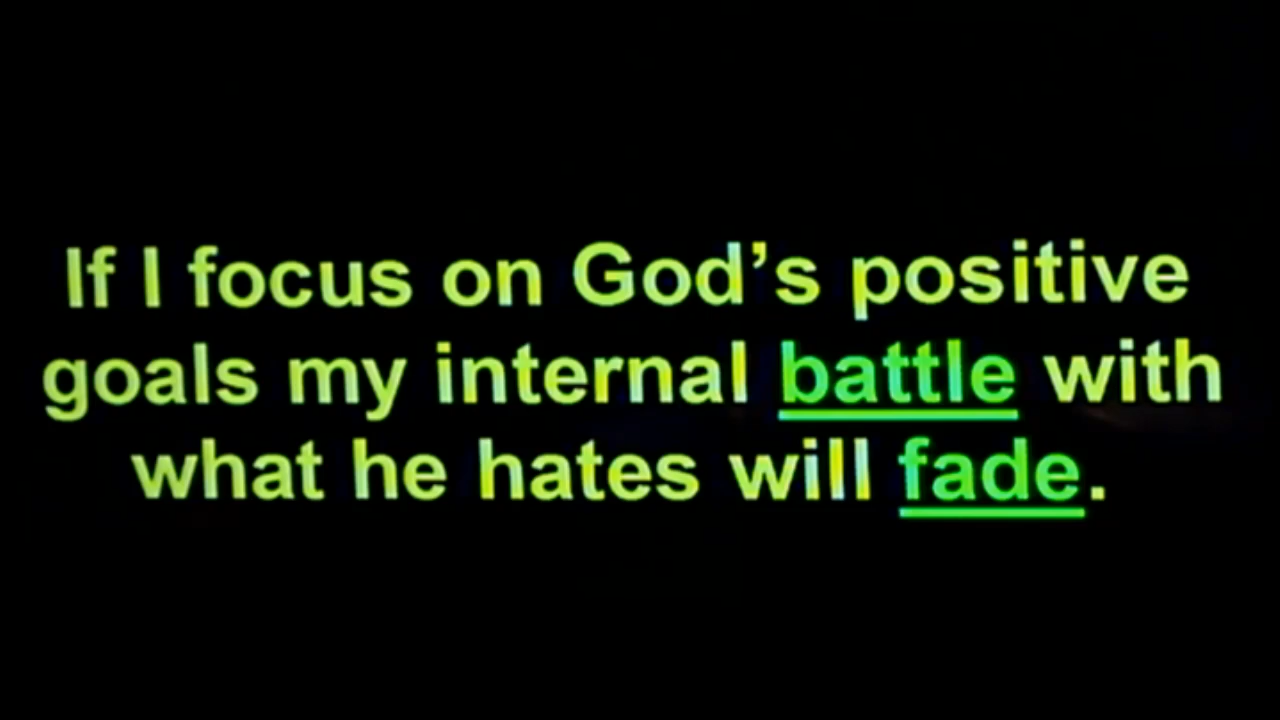 If I focus on God’s positive
goals my internal battle with
what he hates will fade.